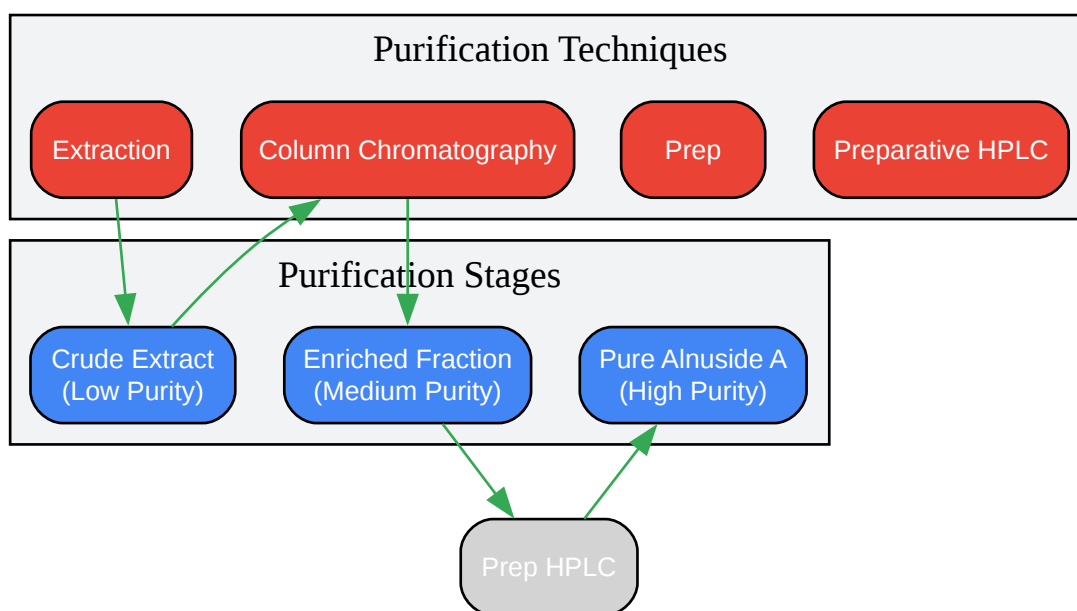 Purification Techniques
Extraction
Column Chromatography
Prep
Preparative HPLC
Purification Stages
Crude Extract
(Low Purity)
Enriched Fraction
(Medium Purity)
Pure Alnuside A
(High Purity)
Prep HPLC